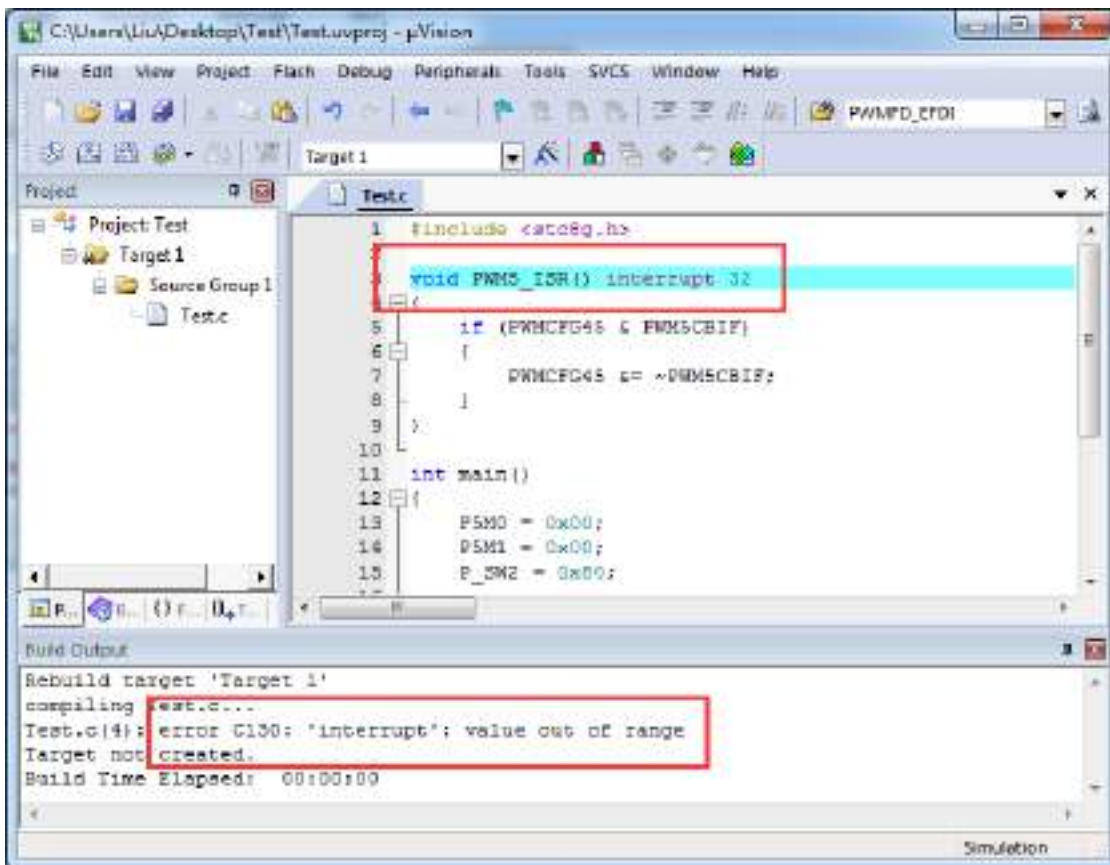 C:\Users\Liu\Desktop\Test\Test.uvproj - µVision
File Edit View Project Flash Debug Peripherals Tools SVCS Window Help
PWMFD_EFDI
Target 1
Project
Test.c
Project: Test
Target 1
Source Group 1
Test.c
1 #include <stc8g.h>
2
3 void PWM5_ISR() interrupt 32
4 {
5 if (PWMCFG45 & PWM5CBIF)
6 {
7 PWMCFG45 &= ~PWM5CBIF;
8 }
9 }
10
11 int main()
12 {
13 P5M0 = 0x00;
14 P5M1 = 0x00;
15 P_SW2 = 0x80;
Build Output
Rebuild target 'Target 1'
compiling Test.c...
Test.c(4): error C130: 'interrupt': value out of range
Target not created.
Build Time Elapsed: 00:00:00
Simulation